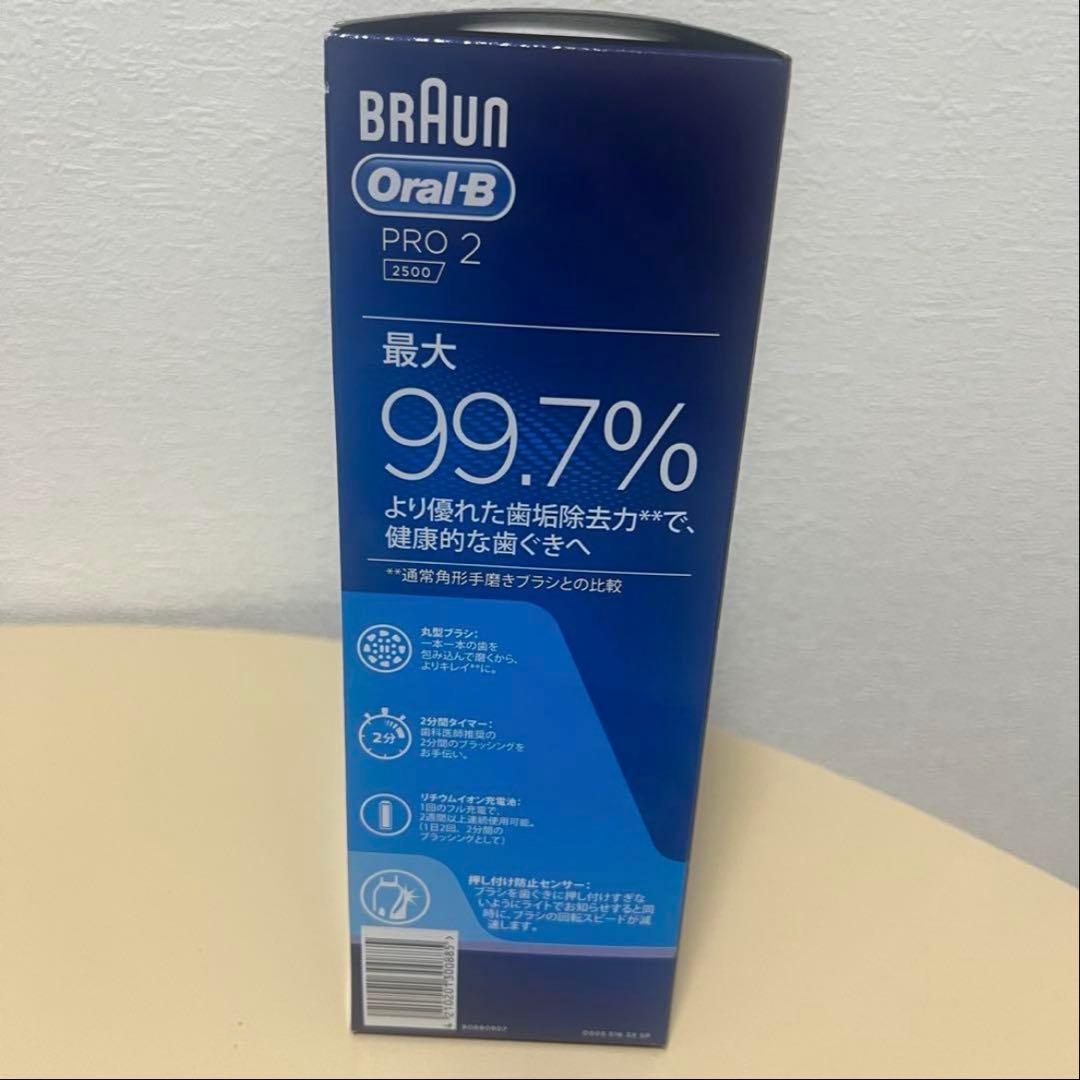 BRAUN
Oral-B
PRO 2
2500
最大
99.7%
より優れた歯垢除去力**で、
健康的な歯ぐきへ
**通常角形手磨きブラシとの比較
丸型ブラシ:
一本一本の歯を
包み込んで磨くから、
よりキレイ**に。
2分
2分間タイマー:
歯科医師推奨の
2分間のブラッシングを
お手伝い。
リチウムイオン充電池:
1回のフル充電で、
2週間以上連続使用可能。
(1日2回、2分間の
ブラッシングとして)
押し付け防止センサー:
ブラシを歯ぐきに押し付けすぎな
いようにライトでお知らせすると同
時に、ブラシの回転スピードが減
速します。
4 210201 300885 >